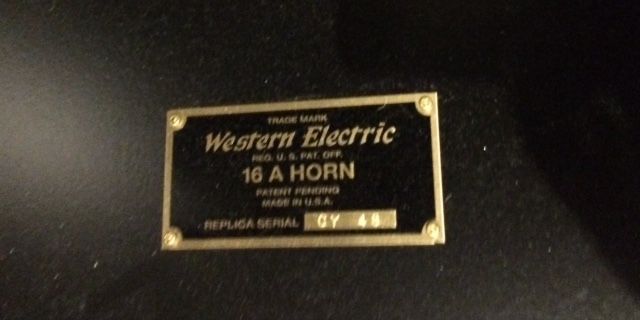 TRADE MARK
Western Electric
REG. U. S. PAT. OFF.
16 A HORN
PATENT PENDING
MADE IN U.S.A.
REPLICA SERIAL CY 48